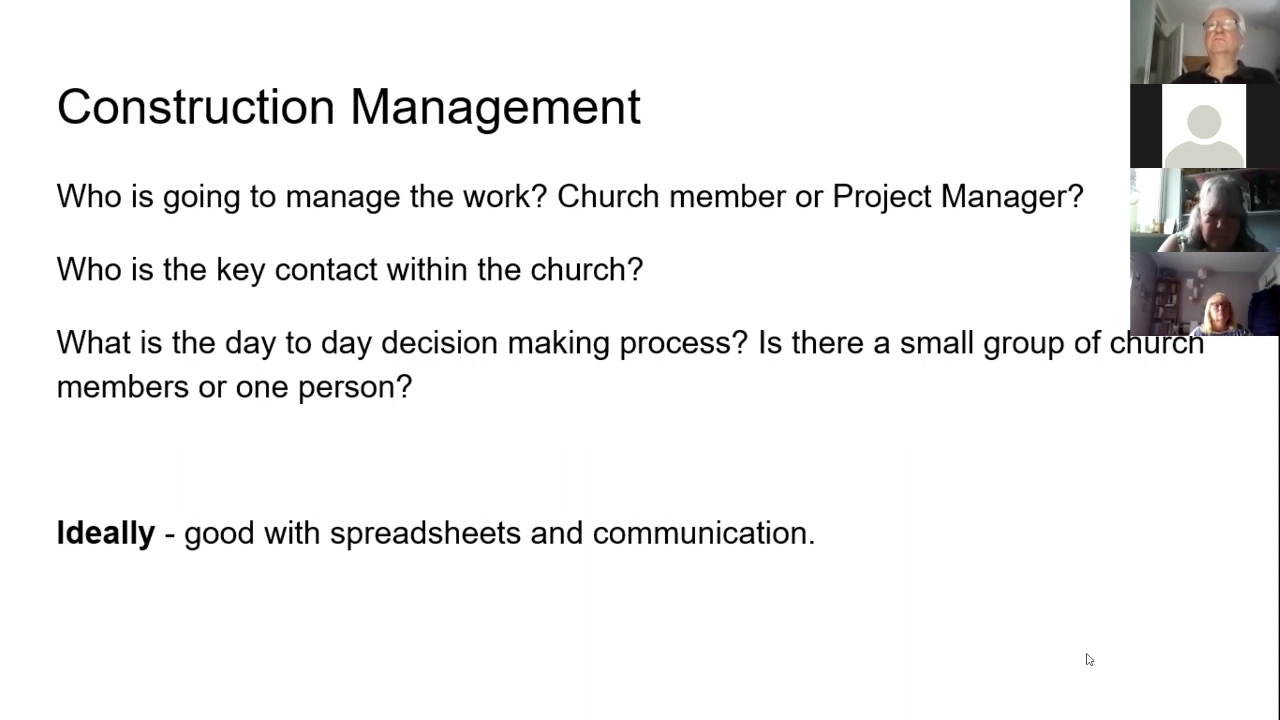 Construction Management
Who is going to manage the work? Church member or Project Manager?
Who is the key contact within the church?
What is the day to day decision making process? Is there a small group of church
members or one person?
Ideally - good with spreadsheets and communication.